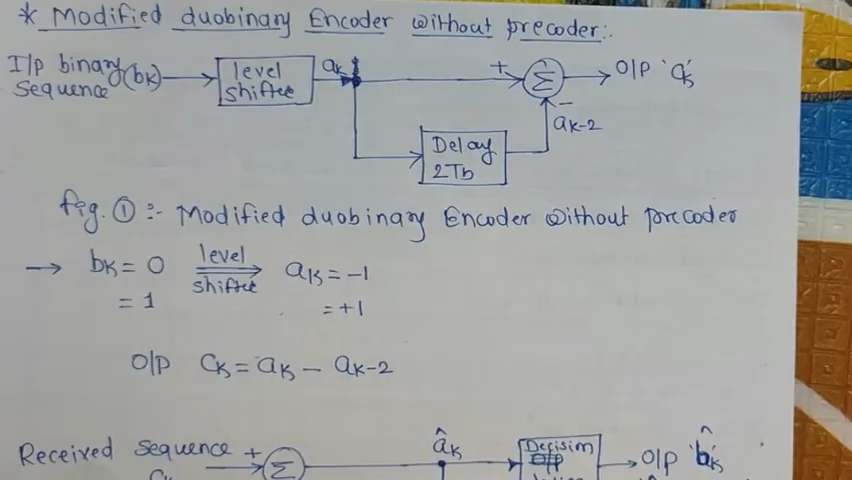 * Modified duobinary Encoder without precoder:.
I/p binary (bk)
Sequence
level
shifter
ak
+
Σ
O/P 'Ck'
−
ak-2
Delay
2Tb
fig. ① :- Modified duobinary Encoder without precoder
→ bk = 0 level shifter ak = -1
= 1 = +1
O/P Ck = ak - ak-2
Received Sequence
+
Σ
âk
Decision
O/P 'b̂k'